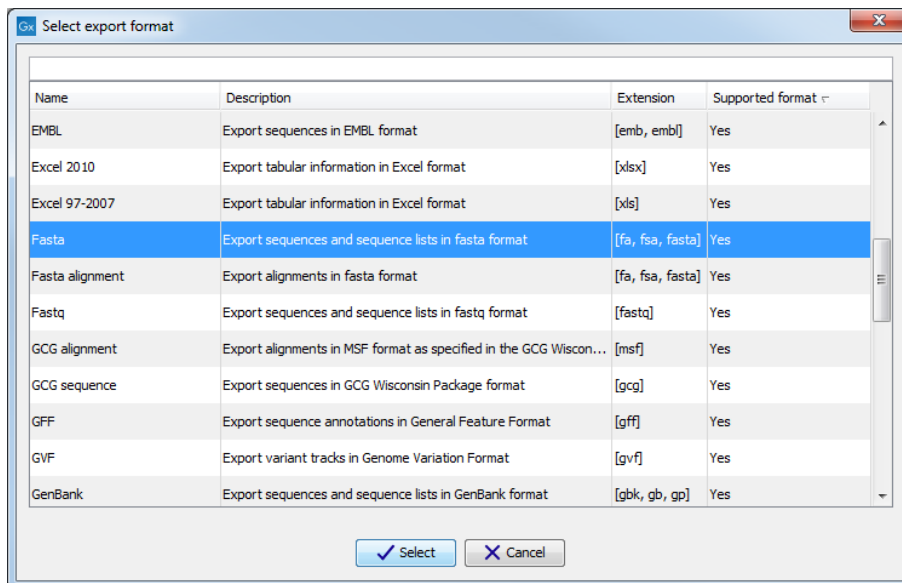 Gx Select export format
Name Description Extension Supported format
EMBL Export sequences in EMBL format [emb, embl] Yes
Excel 2010 Export tabular information in Excel format [xlsx] Yes
Excel 97-2007 Export tabular information in Excel format [xls] Yes
Fasta Export sequences and sequence lists in fasta format [fa, fsa, fasta] Yes
Fasta alignment Export alignments in fasta format [fa, fsa, fasta] Yes
Fastq Export sequences and sequence lists in fastq format [fastq] Yes
GCG alignment Export alignments in MSF format as specified in the GCG Wiscon... [msf] Yes
GCG sequence Export sequences in GCG Wisconsin Package format [gcg] Yes
GFF Export sequence annotations in General Feature Format [gff] Yes
GVF Export variant tracks in Genome Variation Format [gvf] Yes
GenBank Export sequences and sequence lists in GenBank format [gbk, gb, gp] Yes
Select Cancel